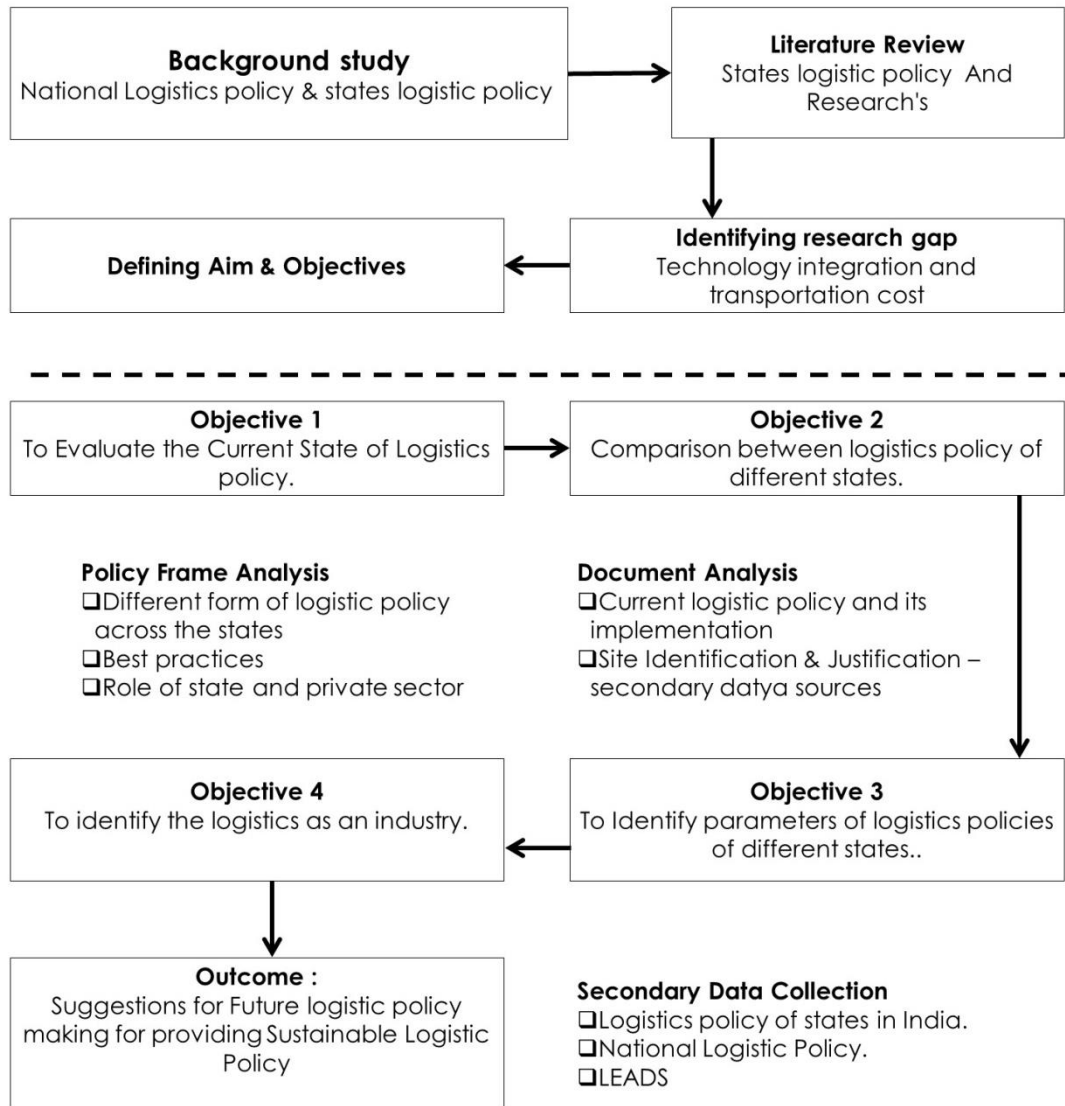 Background study
National Logistics policy & states logistic policy
Literature Review
States logistic policy And
Research's
Identifying research gap
Technology integration and
transportation cost
Defining Aim & Objectives
Objective 1
To Evaluate the Current State of Logistics
policy.
Objective 2
Comparison between logistics policy of
different states.
Policy Frame Analysis
❑Different form of logistic policy
across the states
❑Best practices
❑Role of state and private sector
Document Analysis
❑Current logistic policy and its
implementation
❑Site Identification & Justification –
secondary datya sources
Objective 3
To Identify parameters of logistics policies
of different states..
Objective 4
To identify the logistics as an industry.
Outcome :
Suggestions for Future logistic policy
making for providing Sustainable Logistic
Policy
Secondary Data Collection
❑Logistics policy of states in India.
❑National Logistic Policy.
❑LEADS